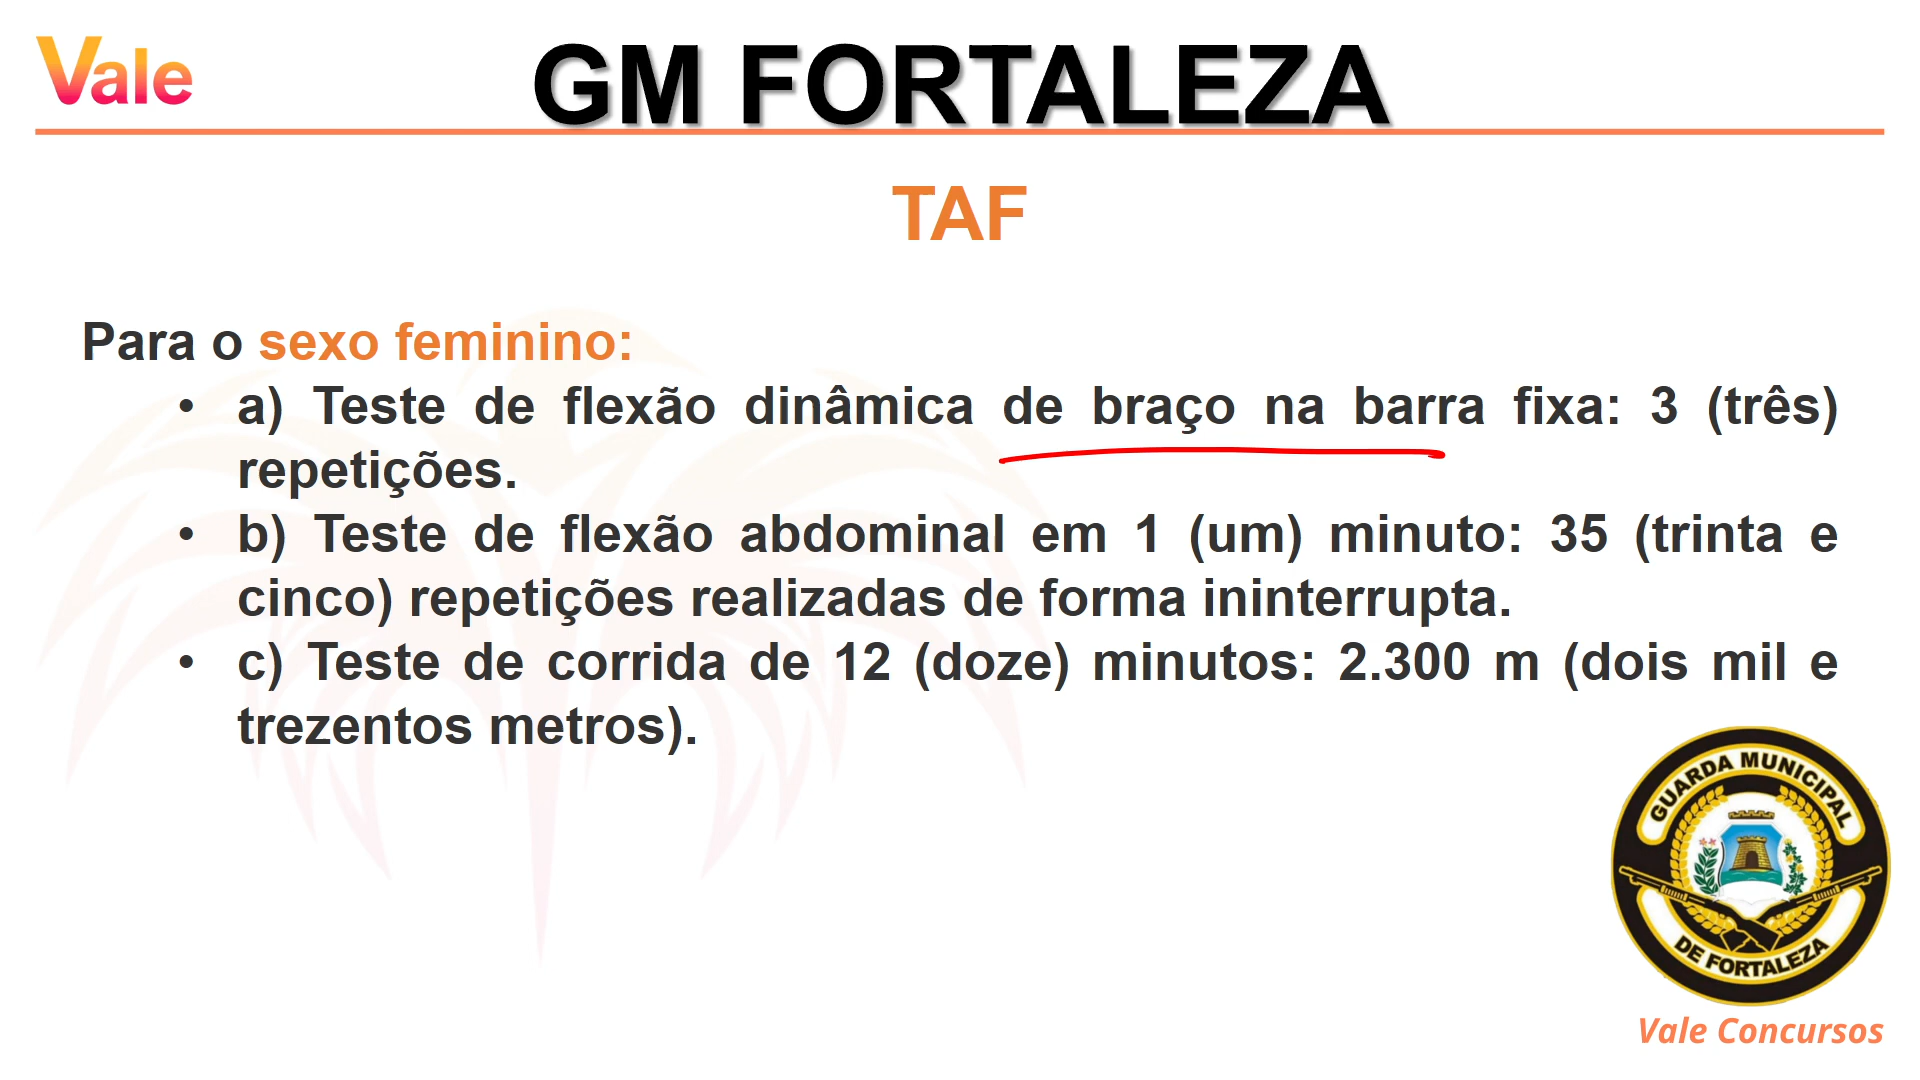 Vale
GM FORTALEZA
TAF
Para o sexo feminino:
• a) Teste de flexão dinâmica de braço na barra fixa: 3 (três)
repetições.
• b) Teste de flexão abdominal em 1 (um) minuto: 35 (trinta e
cinco) repetições realizadas de forma ininterrupta.
• c) Teste de corrida de 12 (doze) minutos: 2.300 m (dois mil e
trezentos metros).
GUARDA MUNICIPAL
DE FORTALEZA
Vale Concursos